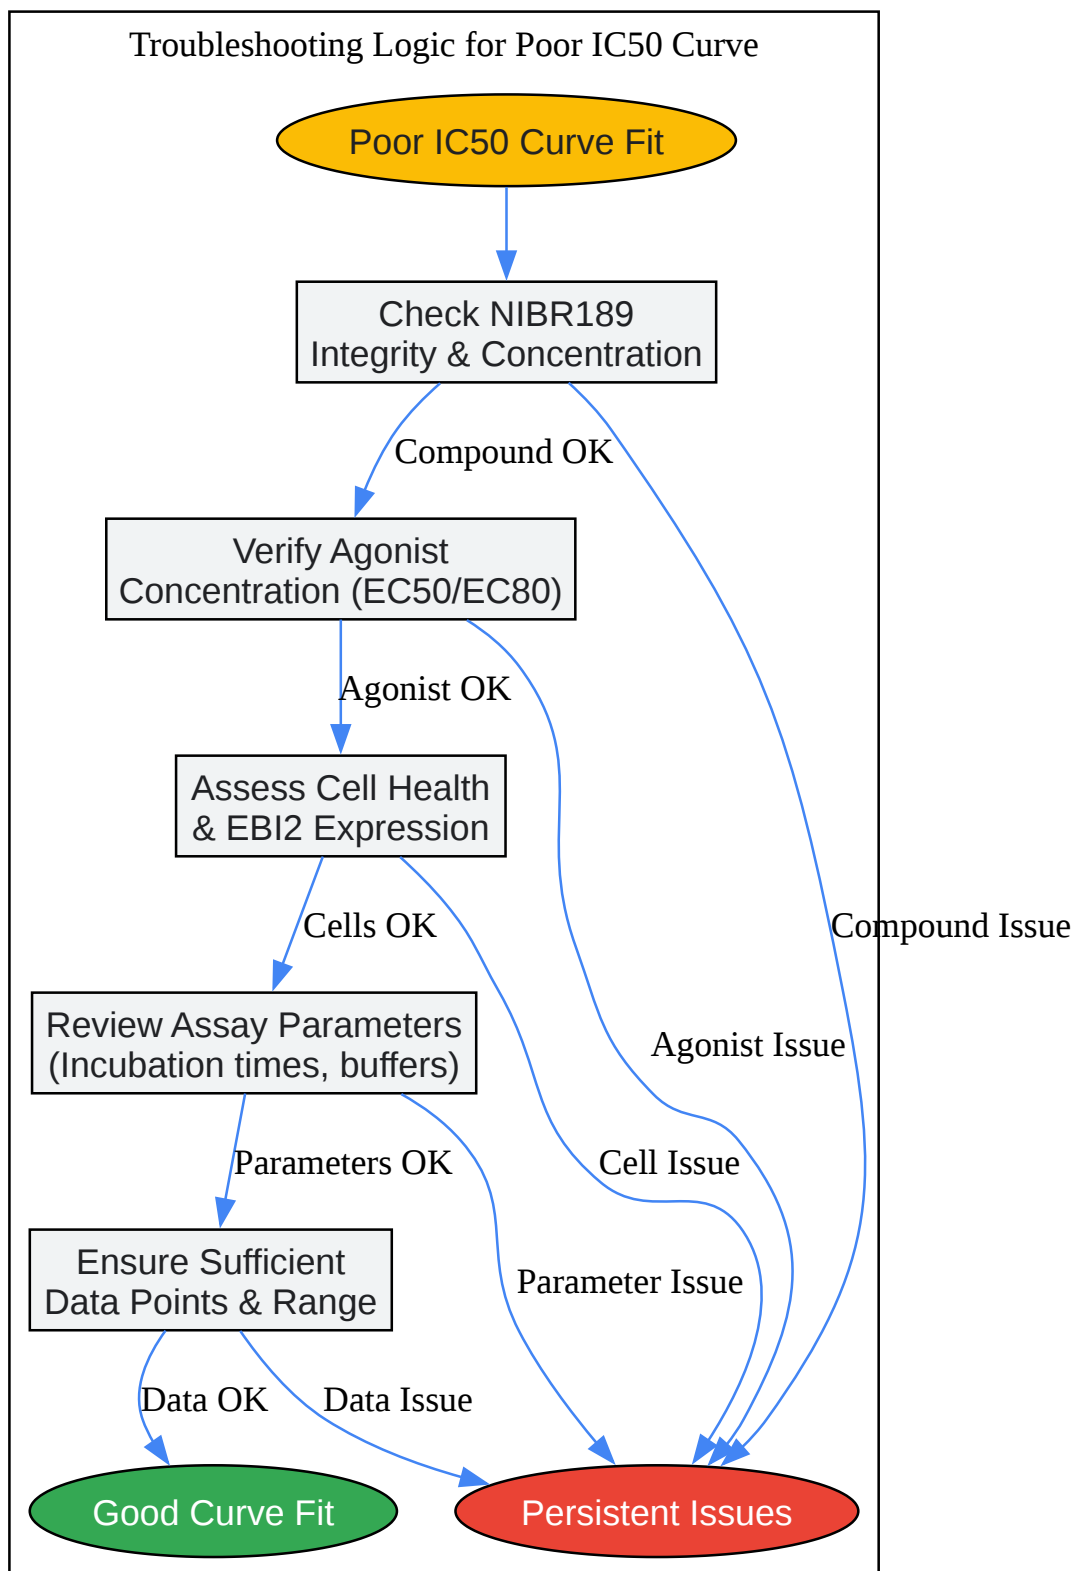 Troubleshooting Logic for Poor IC50 Curve
Poor IC50 Curve Fit
Check NIBR189
Integrity & Concentration
Compound OK
Verify Agonist
Concentration (EC50/EC80)
Agonist OK
Assess Cell Health
& EBI2 Expression
Cells OK
Compound Issue
Review Assay Parameters
(Incubation times, buffers)
Agonist Issue
Parameters OK
Cell Issue
Ensure Sufficient
Data Points & Range
Parameter Issue
Data OK
Data Issue
Good Curve Fit
Persistent Issues